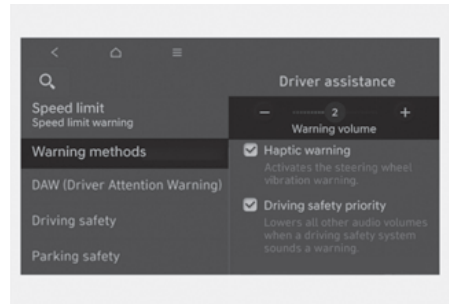 Driver assistance
Speed limit
Speed limit warning
Warning methods
DAW (Driver Attention Warning)
Driving safety
Parking safety
− 2 +
Warning volume
Haptic warning
Activates the steering wheel
vibration warning.
Driving safety priority
Lowers all other audio volumes
when a driving safety system
sounds a warning.